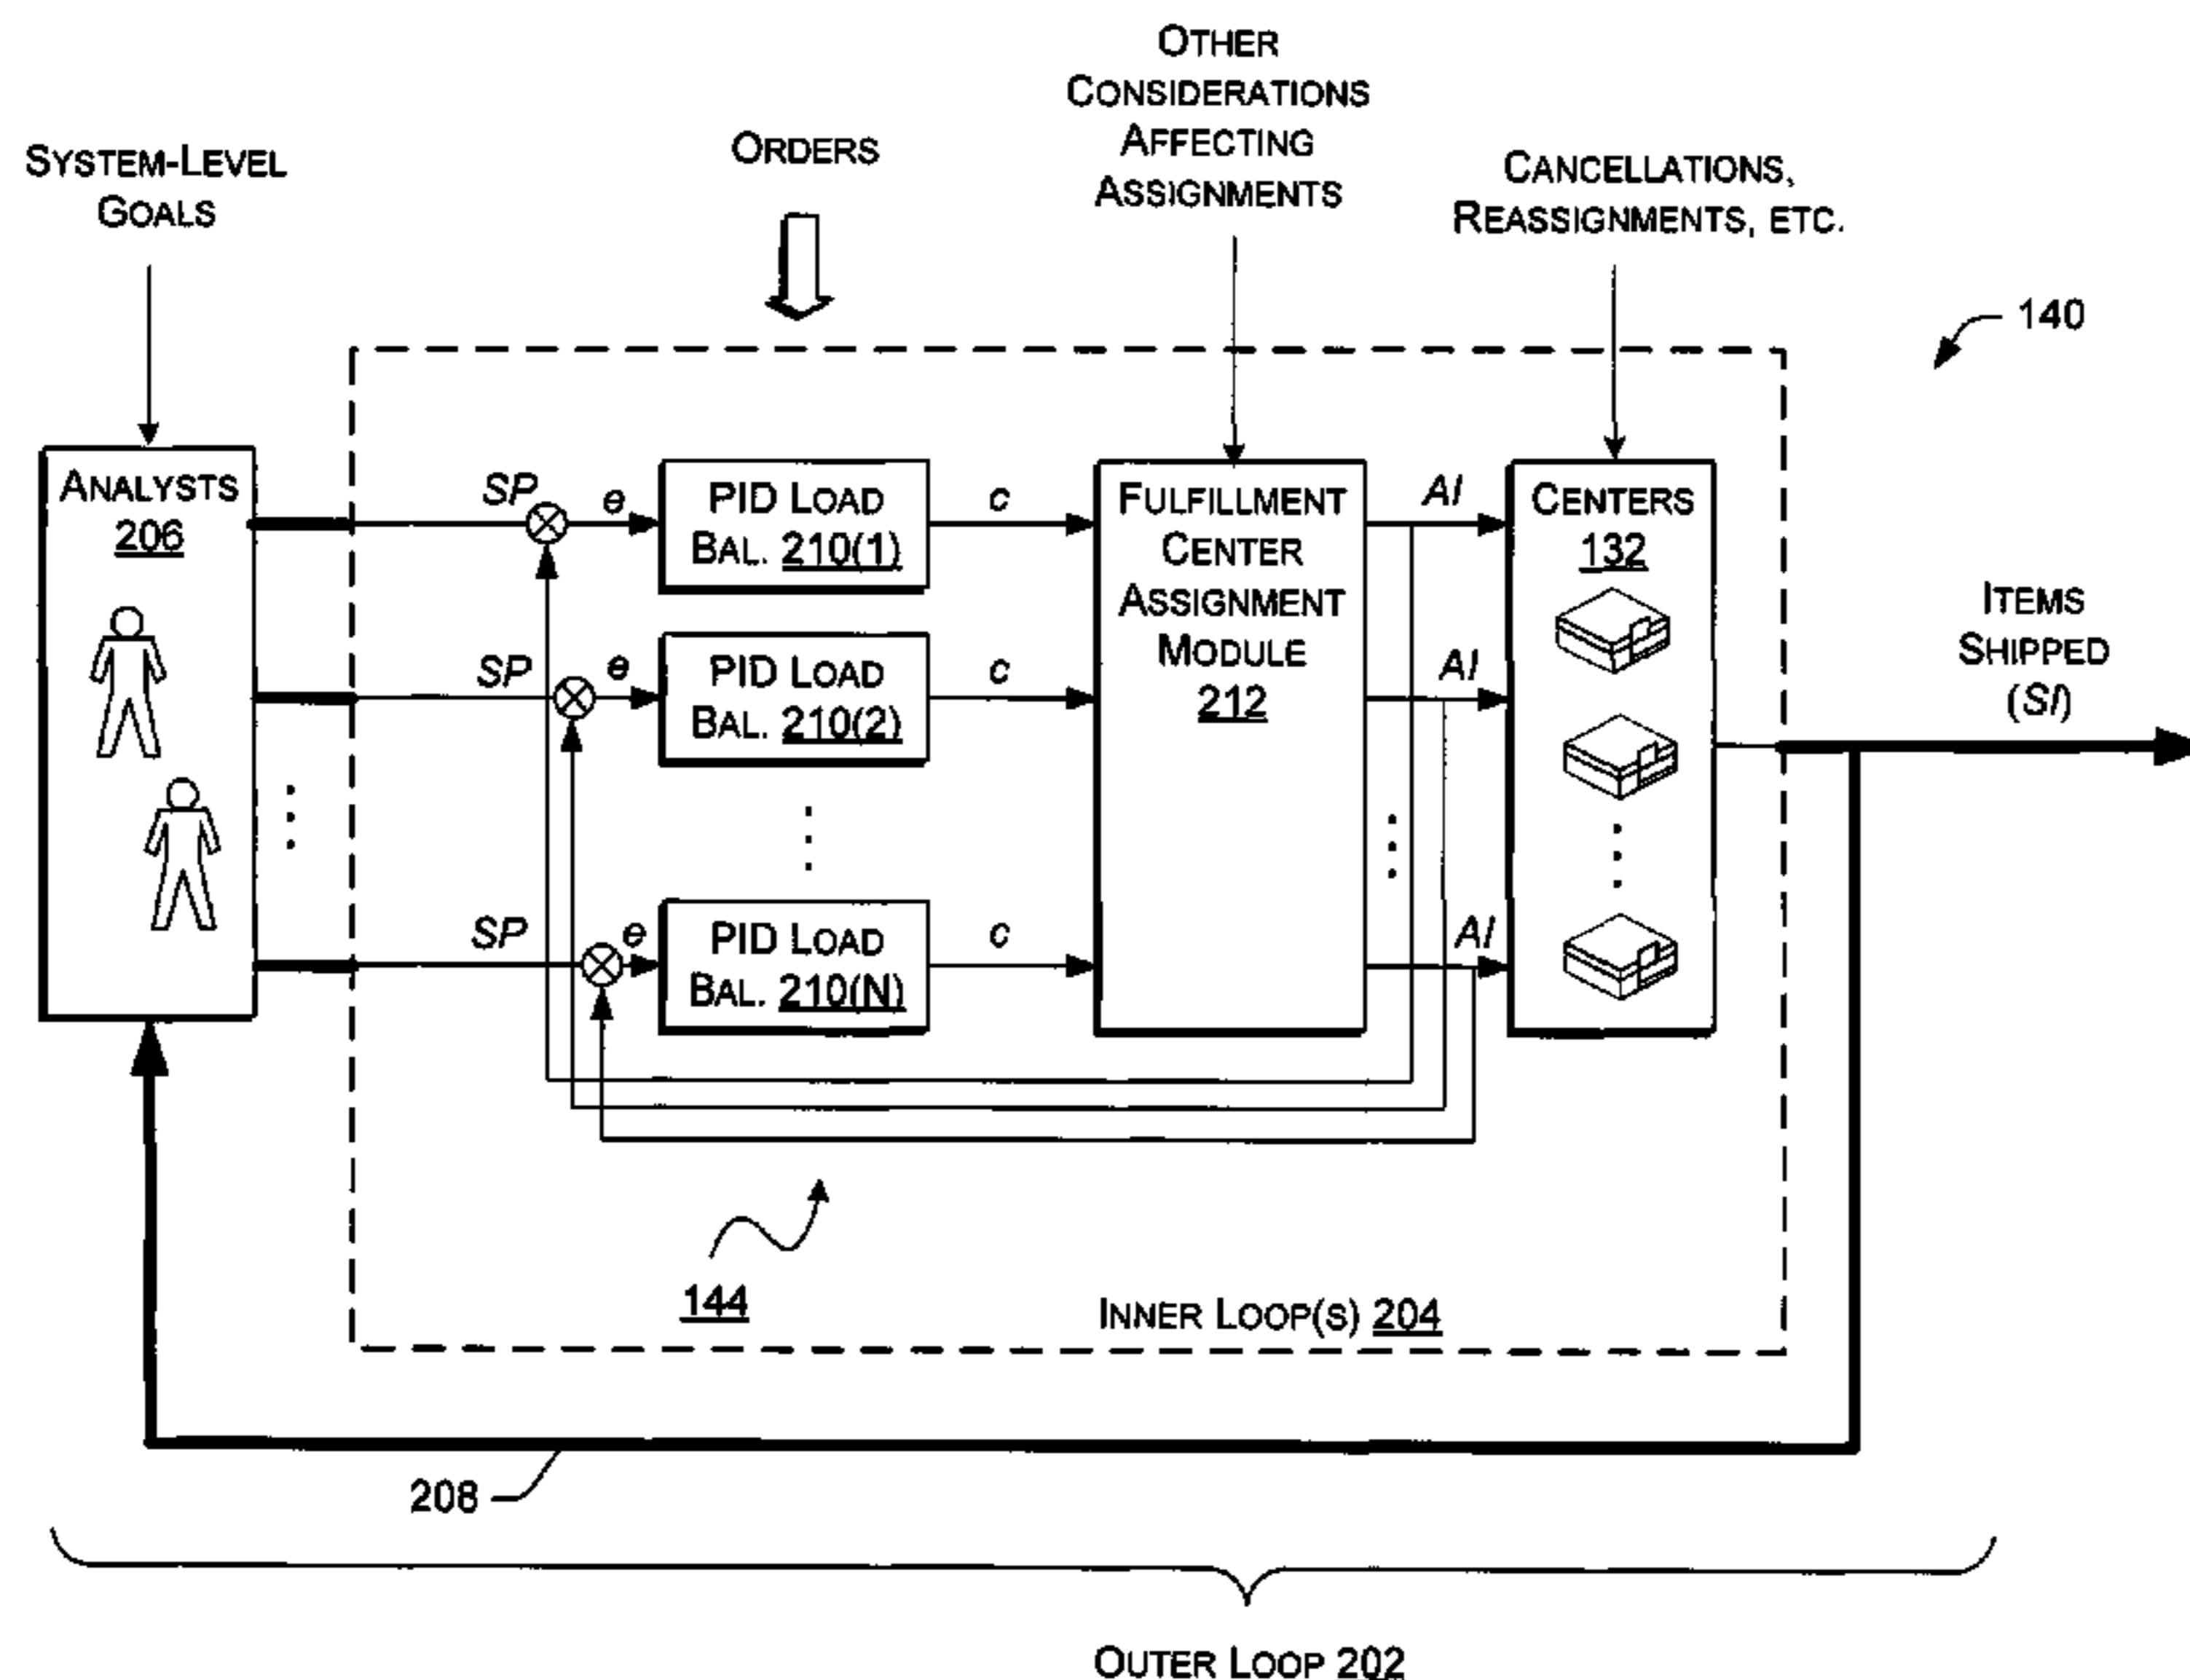 OTHER
CONSIDERATIONS
AFFECTING
ASSIGNMENTS
ORDERS
SYSTEM-LEVEL
GOALS
CANCELLATIONS,
REASSIGNMENTS, ETC.
140
ANALYSTS
206
SP
e
PID LOAD
BAL. 210(1)
c
FULFILLMENT
CENTER
ASSIGNMENT
MODULE
212
AI
CENTERS
132
ITEMS
SHIPPED
(SI)
SP
e
PID LOAD
BAL. 210(2)
c
AI
SP
e
PID LOAD
BAL. 210(N)
c
AI
144
INNER LOOP(S) 204
208
OUTER LOOP 202